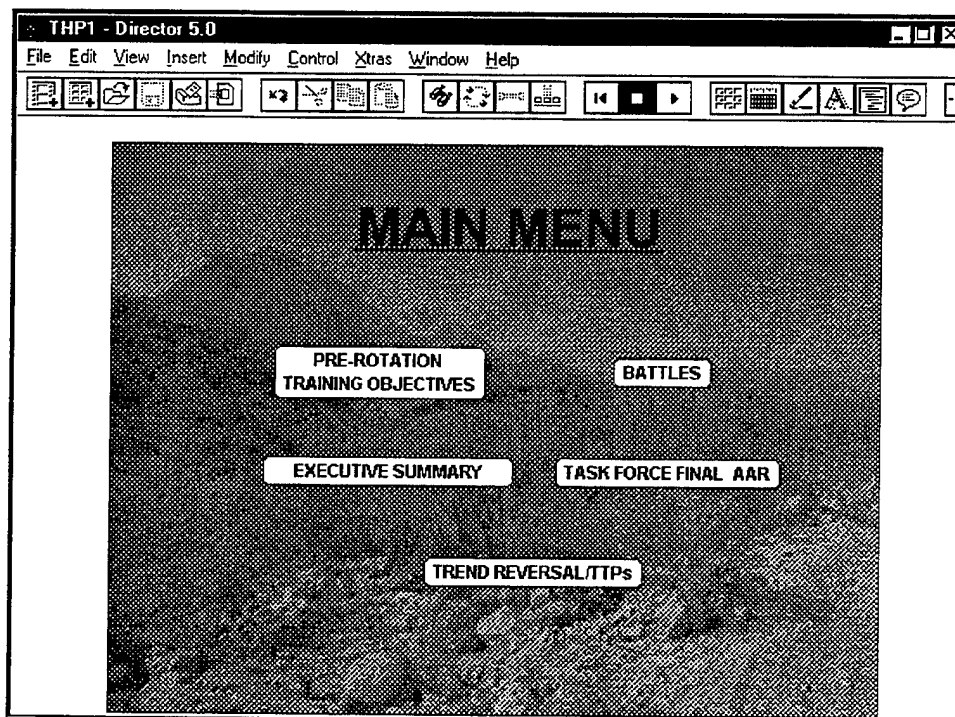 THP1 - Director 5.0
File Edit View Insert Modify Control Xtras Window Help
MAIN MENU
PRE-ROTATION
TRAINING OBJECTIVES
BATTLES
EXECUTIVE SUMMARY
TASK FORCE FINAL AAR
TREND REVERSAL/TTPs